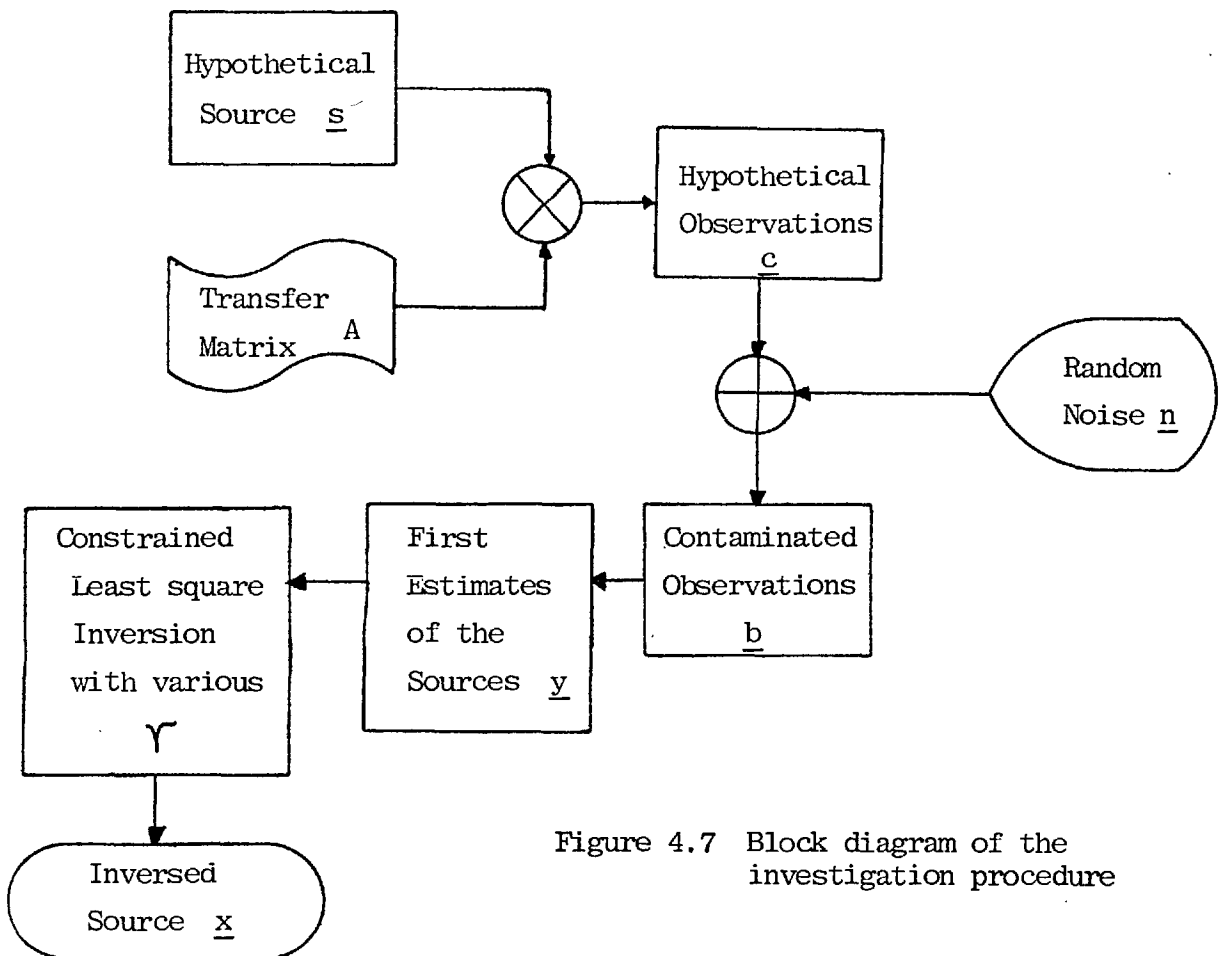 Hypothetical
Source s
Transfer
Matrix A
Hypothetical
Observations
c
Random
Noise n
Contaminated
Observations
b
First
Estimates
of the
Sources y
Constrained
Least square
Inversion
with various
γ
Inversed
Source x
Figure 4.7 Block diagram of the
investigation procedure